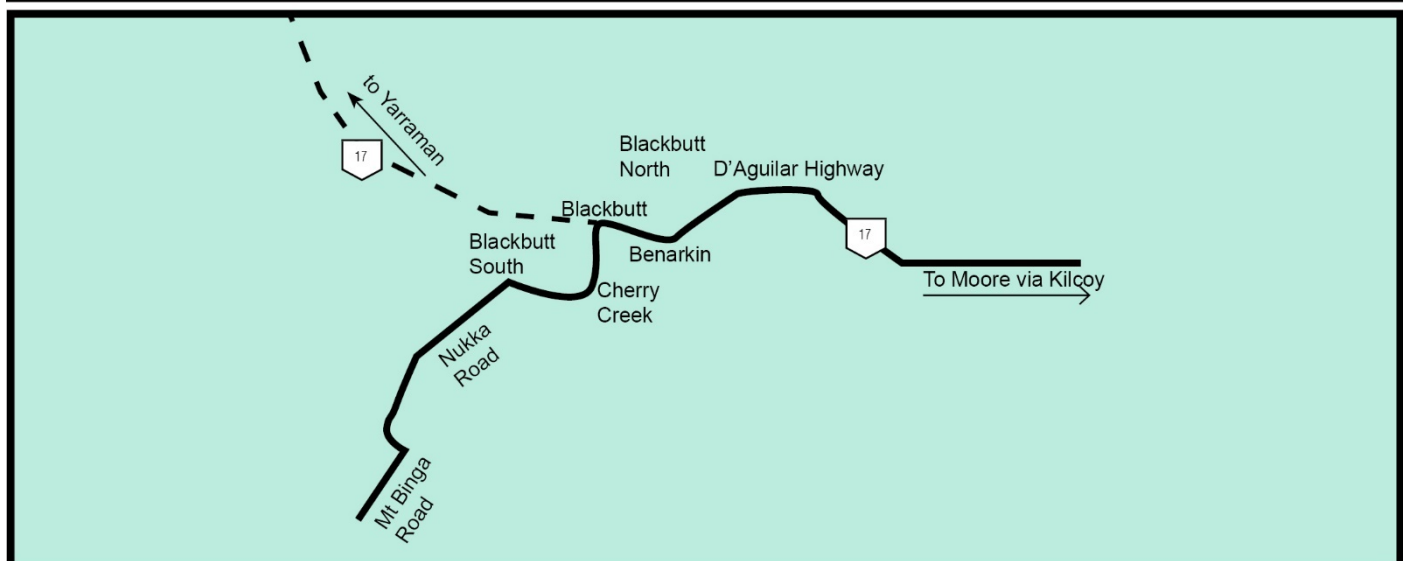 to Yarraman
17
Blackbutt
North
D'Aguilar Highway
Blackbutt
Blackbutt
South
Benarkin
17
To Moore via Kilcoy
Cherry
Creek
Nukka
Road
Mt Binga
Road